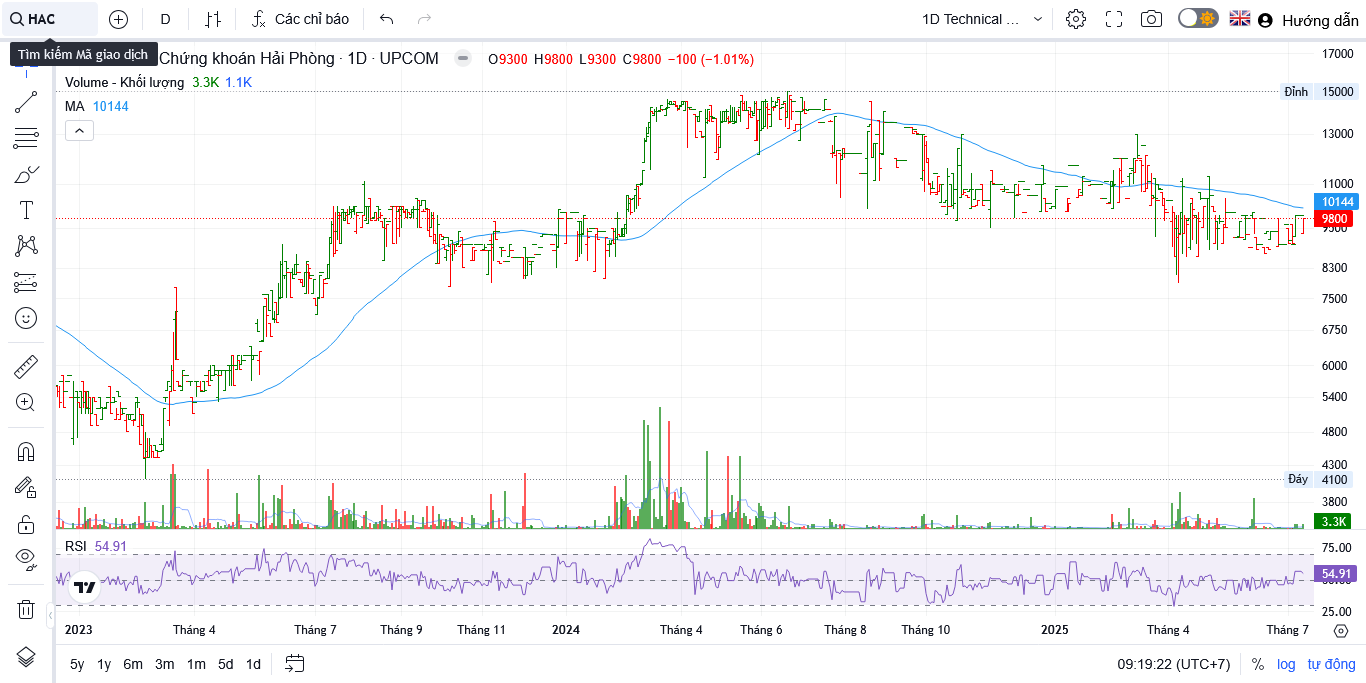 HAC D Các chỉ báo 1D Technical ... Hướng dẫn
Tìm kiếm Mã giao dịch
Chứng khoán Hải Phòng · 1D · UPCOM O9300 H9800 L9300 C9800 −100 (−1.01%)
Volume - Khối lượng 3.3K 1.1K
MA 10144
17000
Đỉnh 15000
13000
11000
10144
9800
8300
7500
6750
6000
5400
4800
4300
Đáy 4100
3800
3.3K
RSI 54.91
75.00
54.91
25.00
2023 Tháng 4 Tháng 7 Tháng 9 Tháng 11 2024 Tháng 4 Tháng 6 Tháng 8 Tháng 10 2025 Tháng 4 Tháng 7
5y 1y 6m 3m 1m 5d 1d 09:19:22 (UTC+7) % log tự động